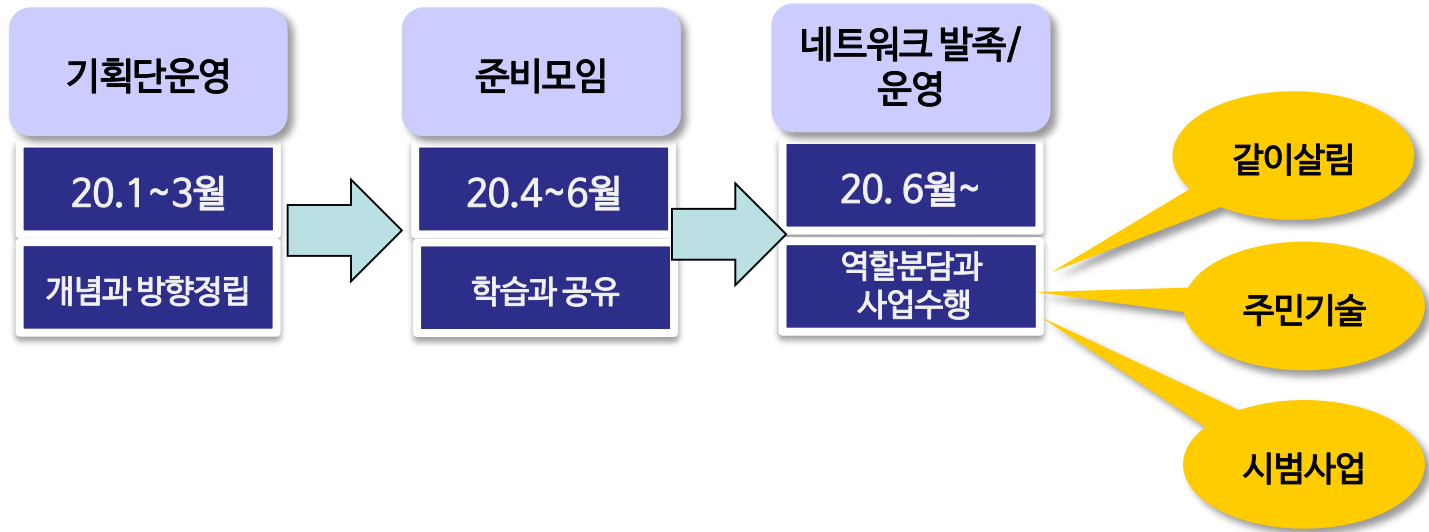 기획단운영
20.1~3월
개념과 방향정립
준비모임
20.4~6월
학습과 공유
네트워크 발족/
운영
20. 6월~
역할분담과
사업수행
같이살림
주민기술
시범사업